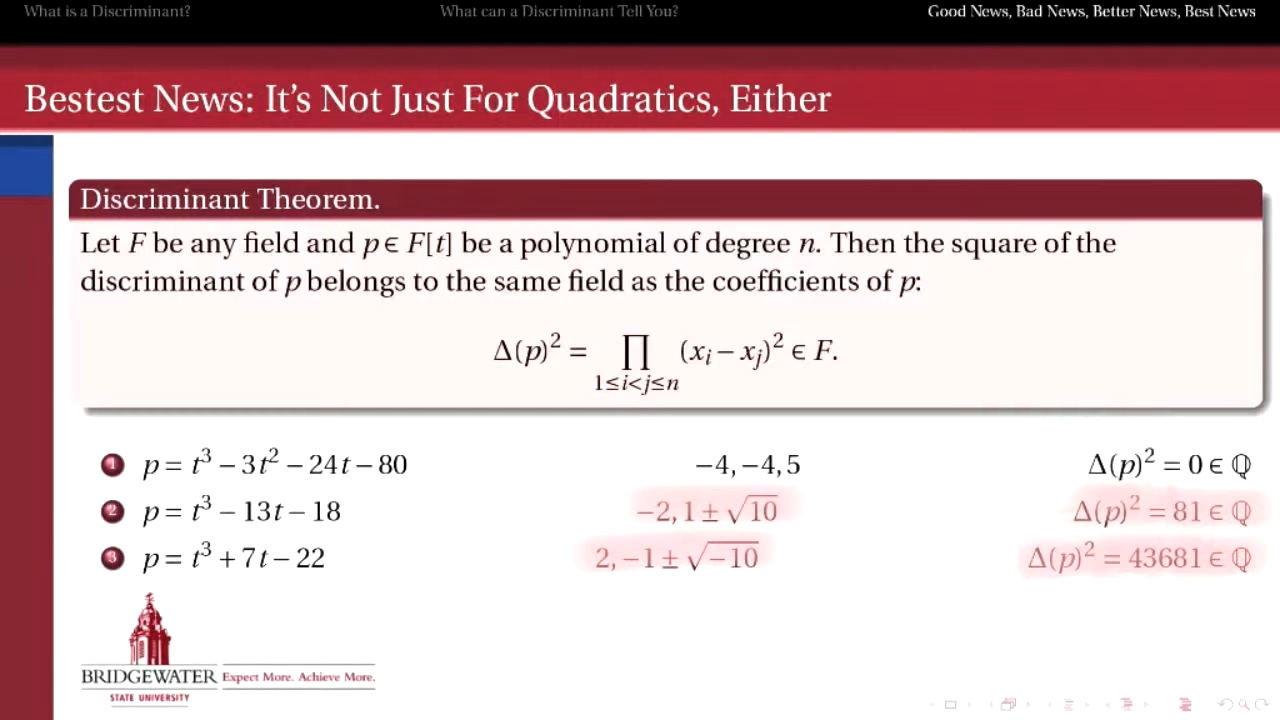 What is a Discriminant? What can a Discriminant Tell You? Good News, Bad News, Better News, Best News
Bestest News: It's Not Just For Quadratics, Either
Discriminant Theorem.
Let F be any field and p ∈ F[t] be a polynomial of degree n. Then the square of the
discriminant of p belongs to the same field as the coefficients of p:
Δ(p)² = ∏ (xᵢ − xⱼ)² ∈ F.
1≤i<j≤n
1 p = t³ − 3t² − 24t − 80 −4, −4, 5 Δ(p)² = 0 ∈ ℚ
2 p = t³ − 13t − 18 −2, 1 ± √10 Δ(p)² = 81 ∈ ℚ
3 p = t³ + 7t − 22 2, −1 ± √−10 Δ(p)² = 43681 ∈ ℚ
BRIDGEWATER Expect More. Achieve More.
STATE UNIVERSITY